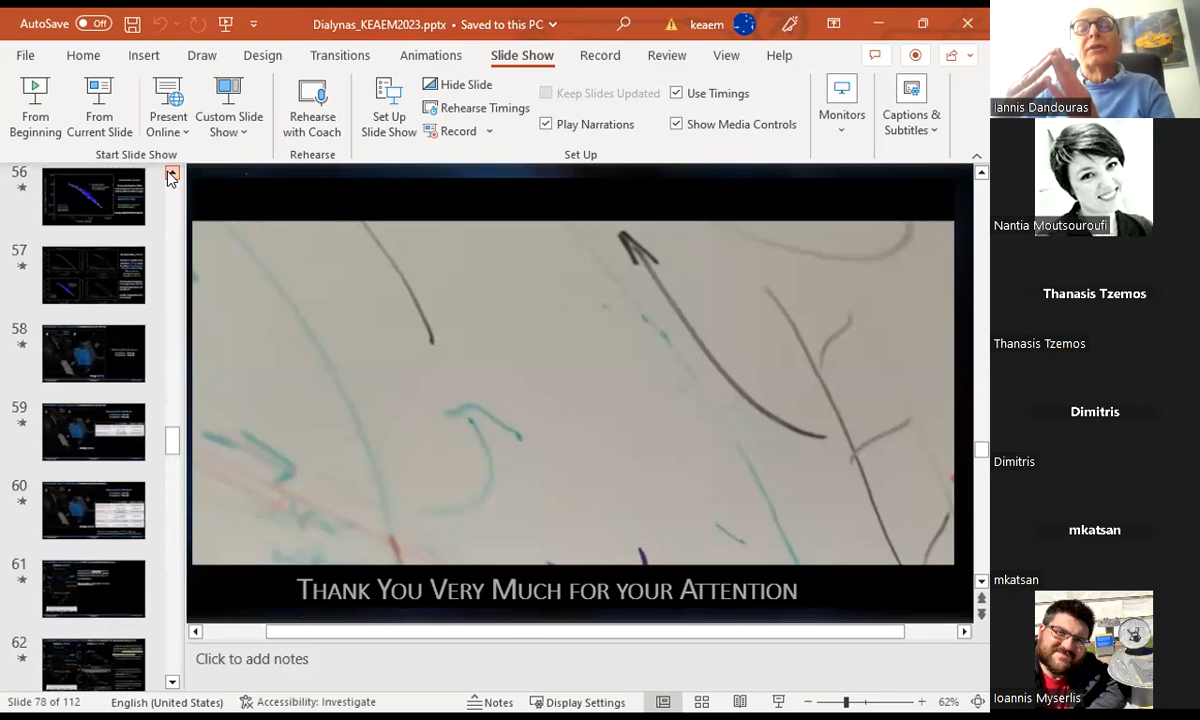 AutoSave Off Dialynas_KEAEM2023.pptx • Saved to this PC keaem
File Home Insert Draw Design Transitions Animations Slide Show Record Review View Help
From Beginning
From Current Slide
Present Online
Custom Slide Show
Start Slide Show
Rehearse with Coach
Rehearse
Set Up Slide Show
Hide Slide
Rehearse Timings
Record
Keep Slides Updated
Play Narrations
Use Timings
Show Media Controls
Set Up
Monitors
Captions & Subtitles
56
57
58
59
60
61
62
THANK YOU VERY MUCH FOR YOUR ATTENTION
Click to add notes
Slide 78 of 112 English (United States) Accessibility: Investigate Notes Display Settings 62%
Iannis Dandouras
Nantia Moutsouroufi
Thanasis Tzemos
Thanasis Tzemos
Dimitris
Dimitris
mkatsan
mkatsan
Ioannis Myserlis